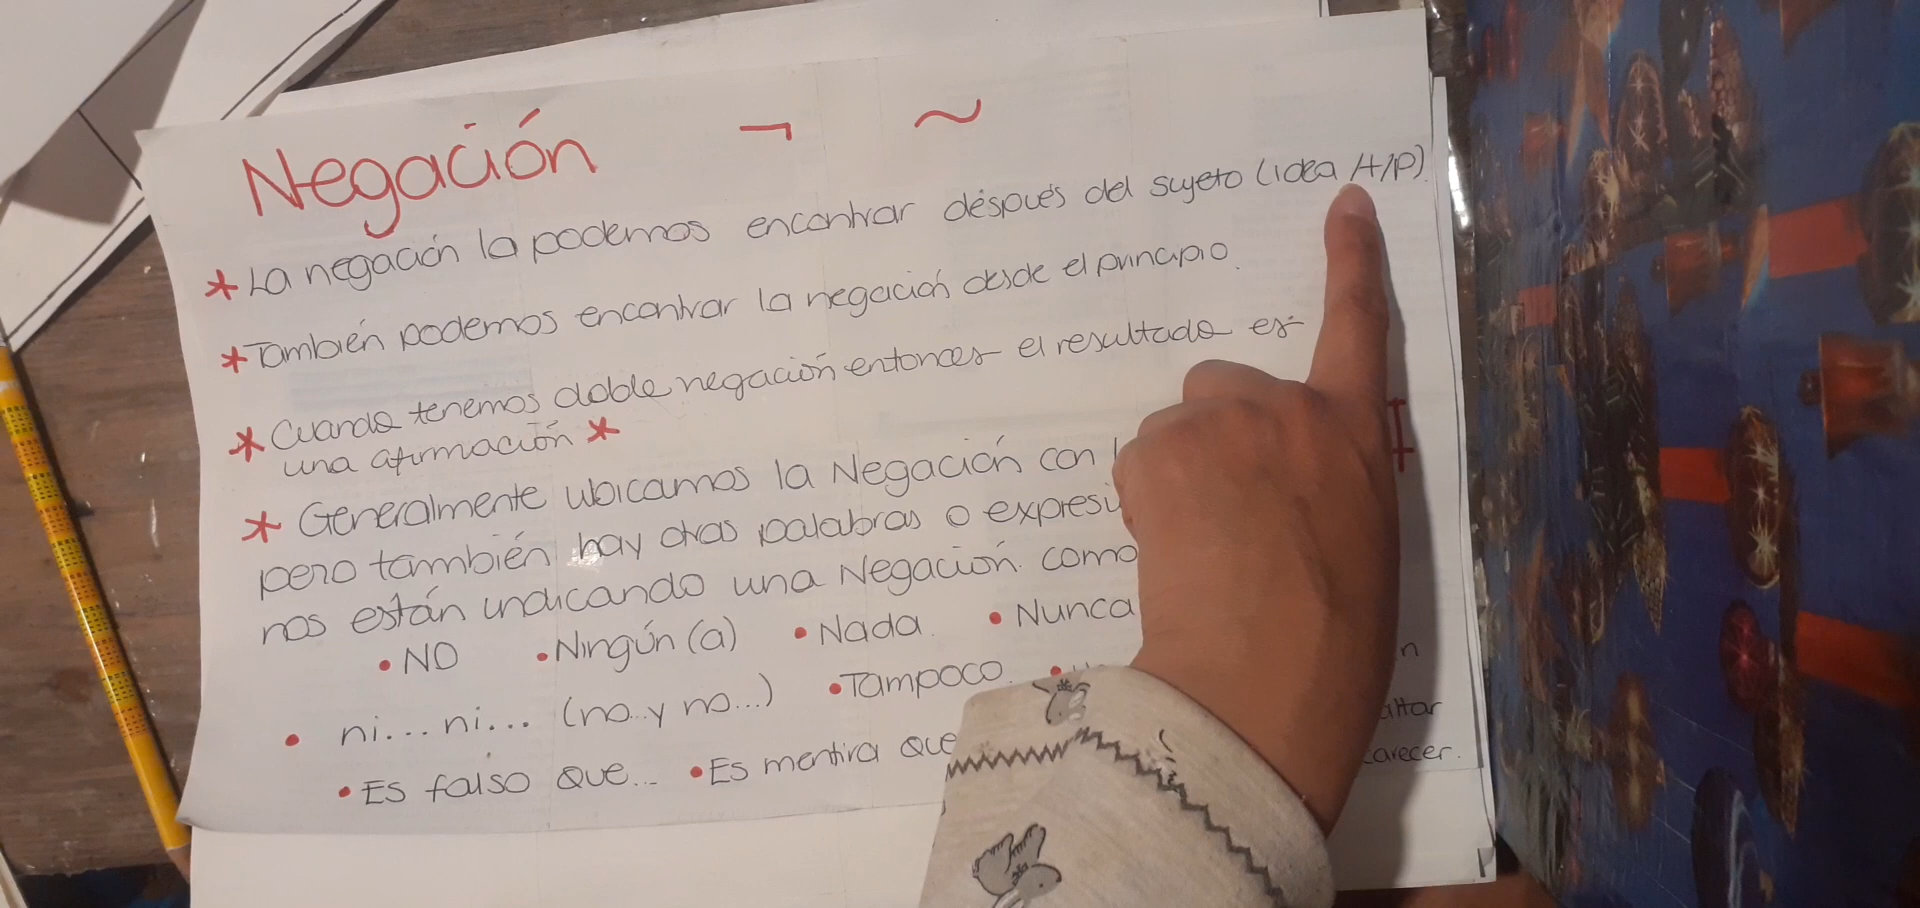 Negación ¬ ~
* La negación la podemos encontrar después del sujeto (idea H/P)
* También podemos encontrar la negación desde el principio.
* Cuando tenemos doble negación entonces el resultado es
una afirmación *
* Generalmente ubicamos la Negación con
pero también hay otras palabras o expresi
nos están indicando una Negación como
• NO • Ningún (a) • Nada. • Nunca
• ni... ni... (no...y no...) • Tampoco.
• Es falso que... • Es mentira que
altar
carecer.